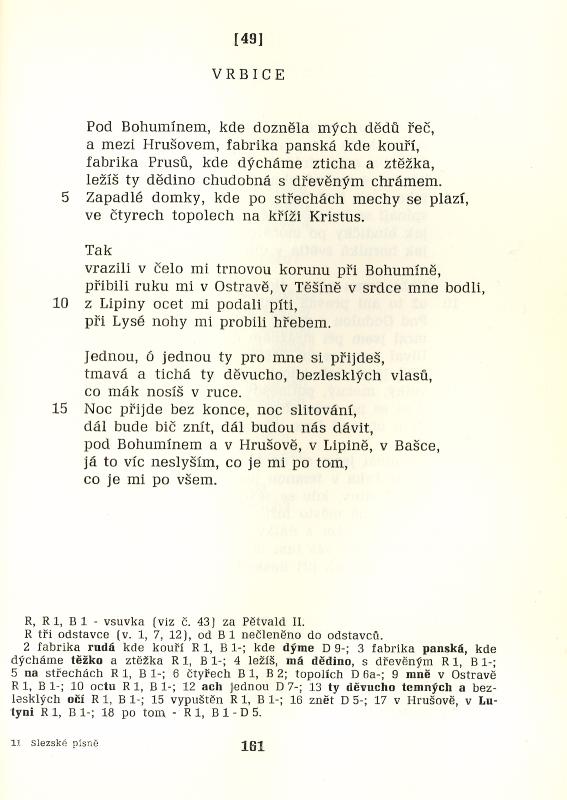 [49]
VRBICE
Pod Bohumínem, kde dozněla mých dědů řeč,
a mezi Hrušovem, fabrika panská kde kouří,
fabrika Prusů, kde dýcháme zticha a ztěžka,
ležíš ty dědino chudobná s dřevěným chrámem.
5 Zapadlé domky, kde po střechách mechy se plazí,
ve čtyrech topolech na kříži Kristus.
Tak
vrazili v čelo mi trnovou korunu při Bohumíně,
přibili ruku mi v Ostravě, v Těšíně v srdce mne bodli,
10 z Lipiny ocet mi podali píti,
při Lysé nohy mi probili hřebem.
Jednou, ó jednou ty pro mne si přijdeš,
tmavá a tichá ty děvucho, bezlesklých vlasů,
co mák nosíš v ruce.
15 Noc přijde bez konce, noc slitování,
dál bude bič znít, dál budou nás dávit,
pod Bohumínem a v Hrušově, v Lipině, v Bašce,
já to víc neslyším, co je mi po tom,
co je mi po všem.
R, R 1, B 1 - vsuvka (viz č. 43) za Pětvald II.
R tři odstavce (v. 1, 7, 12), od B 1 nečleněno do odstavců.
2 fabrika rudá kde kouří R 1, B 1-; kde dýme D 9-; 3 fabrika panská, kde
dýcháme těžko a ztěžka R 1, B 1-; 4 ležíš, má dědino, s dřevěným R 1, B 1-;
5 na střechách R 1, B 1-; 6 čtyřech B 1, B 2; topolích D 6a-; 9 mně v Ostravě
R 1, B 1-; 10 octu R 1, B 1-; 12 ach jednou D 7-; 13 ty děvucho temných a bez-
lesklých očí R 1, B 1-; 15 vypuštěn R 1, B 1-; 16 znět D 5-; 17 v Hrušově, v Lu-
tyni R 1, B 1-; 18 po tom - R 1, B 1 - D 5.
11 Slezské písně
161